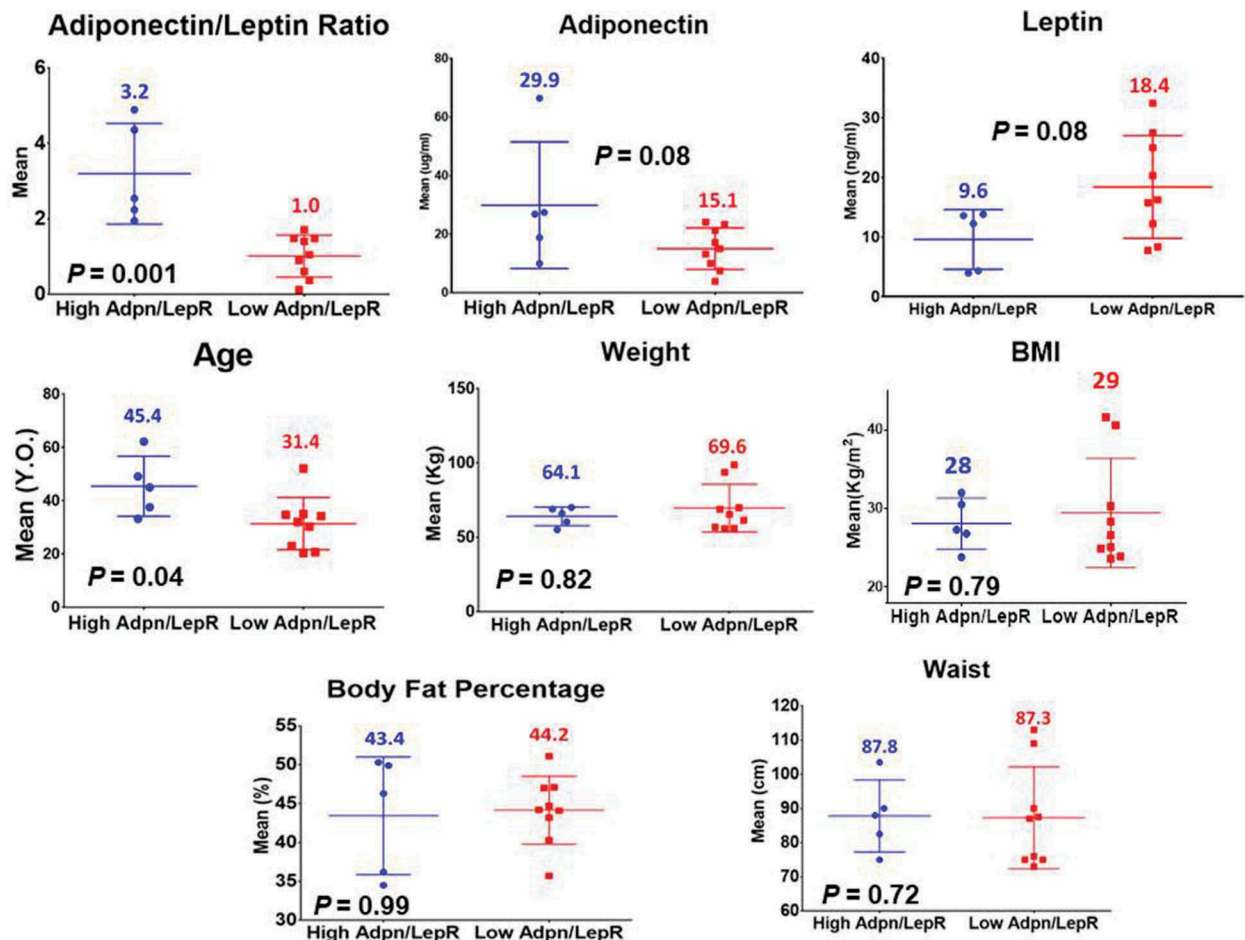 Adiponectin/Leptin Ratio
6
4
2
0
Mean
3.2
1.0
P = 0.001
High Adpn/LepR Low Adpn/LepR
Adiponectin
80
60
40
20
0
Mean (ug/ml)
29.9
P = 0.08
15.1
High Adpn/LepR Low Adpn/LepR
Leptin
40
30
20
10
0
Mean (ng/ml)
18.4
P = 0.08
9.6
High Adpn/LepR Low Adpn/LepR
Age
80
60
40
20
0
Mean (Y.O.)
45.4
31.4
P = 0.04
High Adpn/LepR Low Adpn/LepR
Weight
150
100
50
0
Mean (Kg)
64.1
69.6
P = 0.82
High Adpn/LepR Low Adpn/LepR
BMI
40
30
20
Mean(Kg/m²)
29
28
P = 0.79
High Adpn/LepR Low Adpn/LepR
Body Fat Percentage
55
50
45
40
35
30
Mean (%)
43.4
44.2
P = 0.99
High Adpn/LepR Low Adpn/LepR
Waist
120
110
100
90
80
70
60
Mean (cm)
87.8
87.3
P = 0.72
High Adpn/LepR Low Adpn/LepR